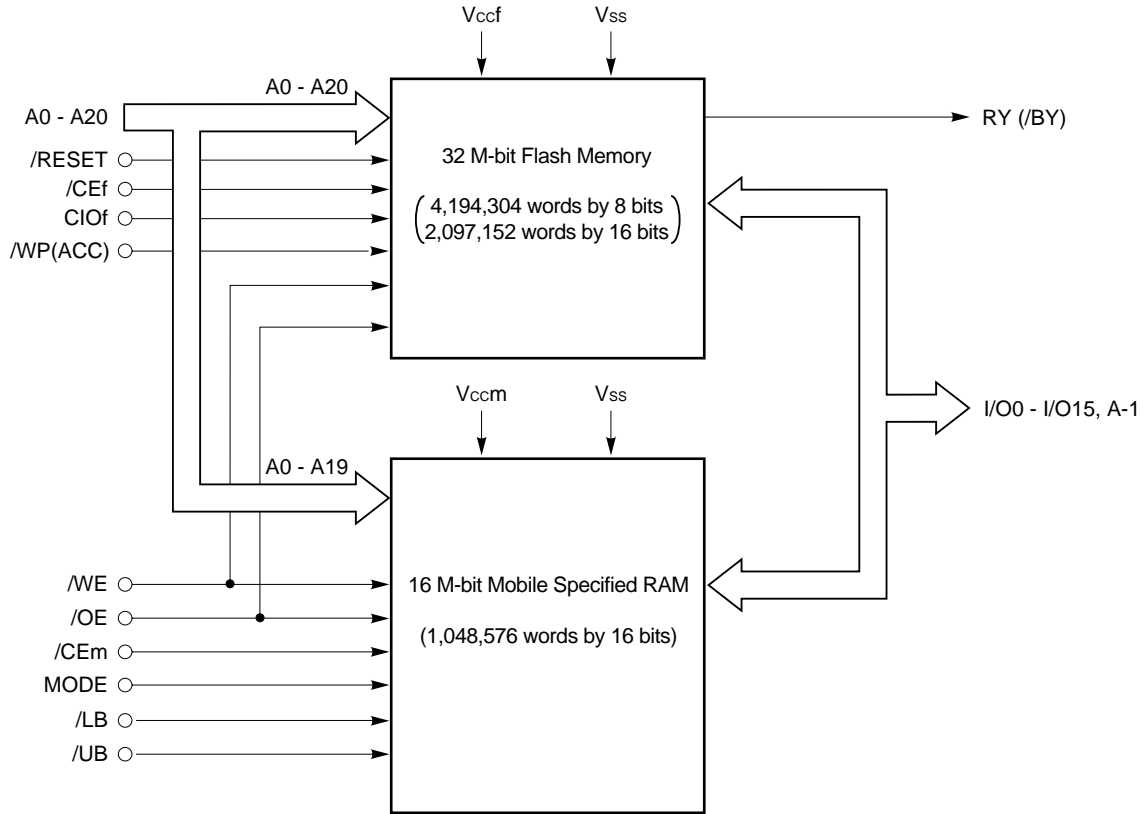 VCCf
VSS
A0 - A20
A0 - A20
RY (/BY)
/RESET
32 M-bit Flash Memory
/CEf
4,194,304 words by 8 bits
CIOf
2,097,152 words by 16 bits
/WP(ACC)
VCCm
VSS
I/O0 - I/O15, A-1
A0 - A19
/WE
16 M-bit Mobile Specified RAM
/OE
(1,048,576 words by 16 bits)
/CEm
MODE
/LB
/UB